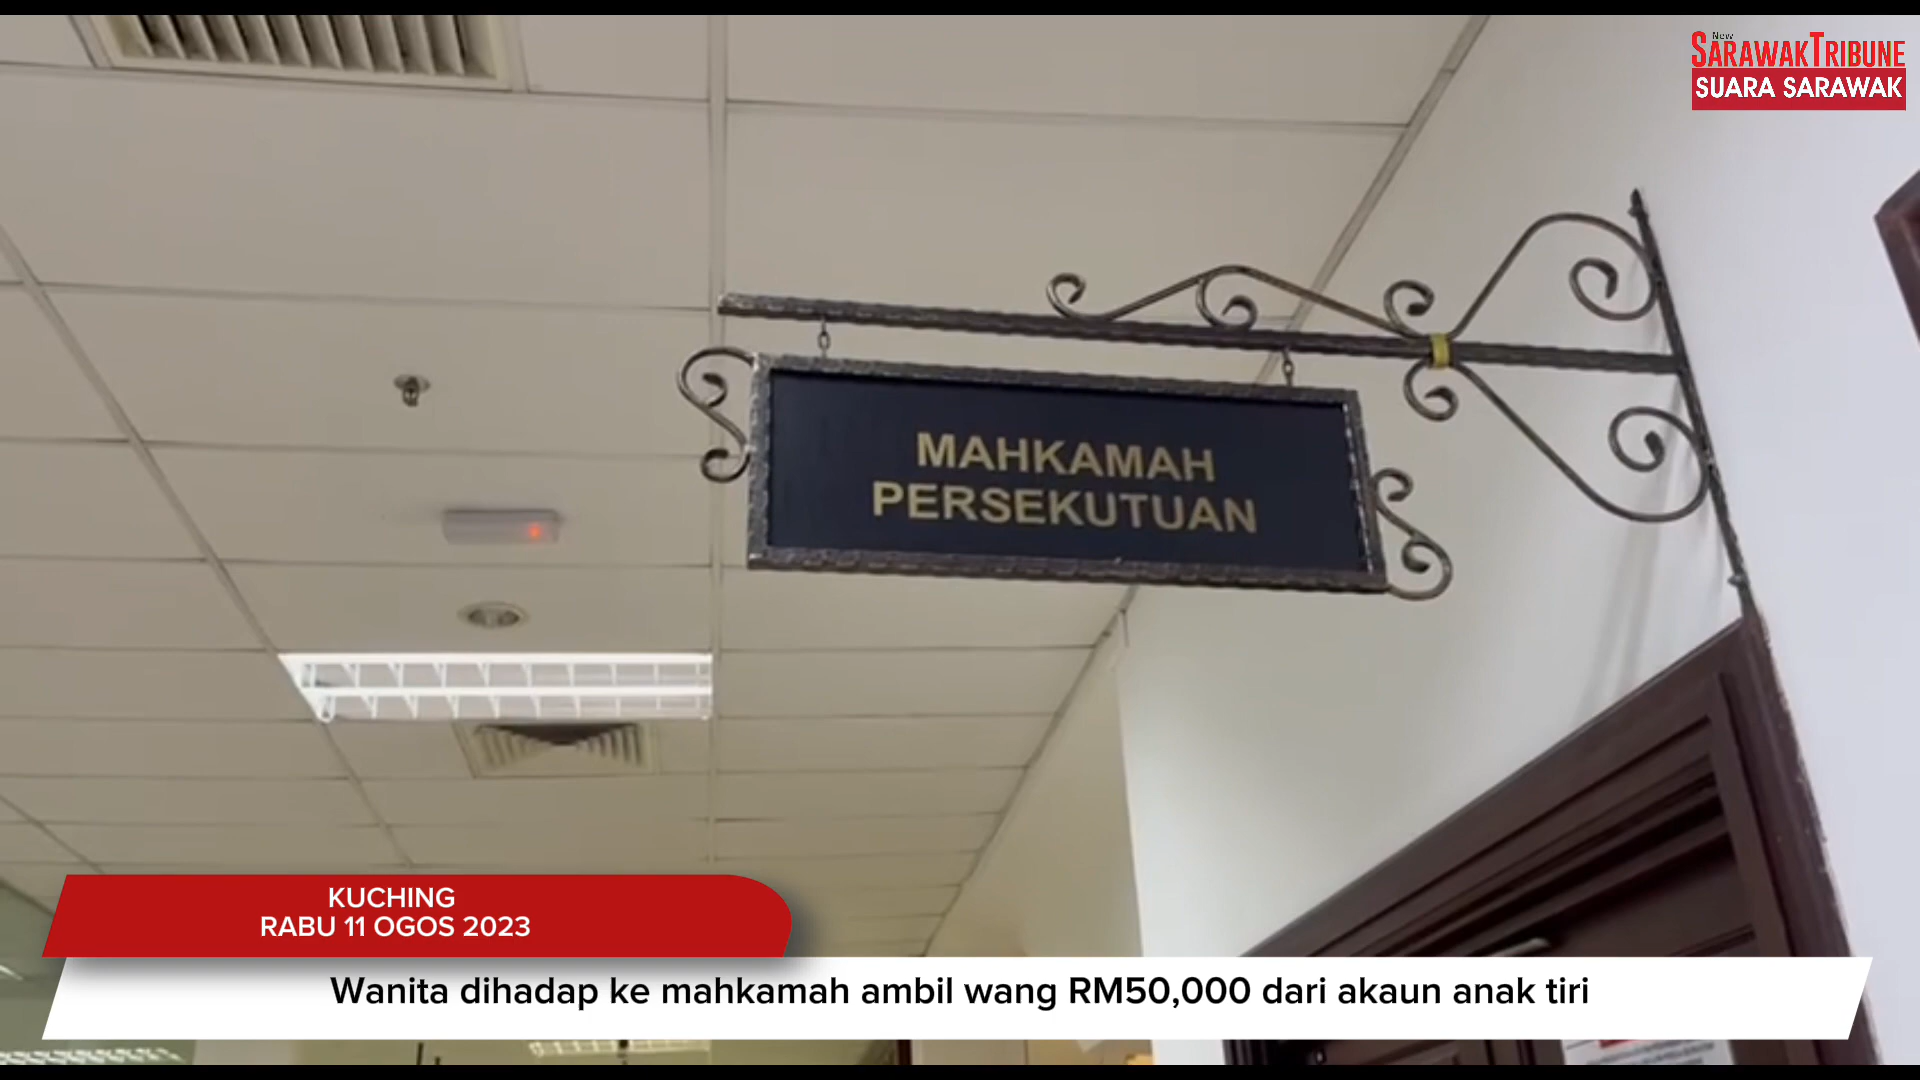 New
SARAWAK TRIBUNE
SUARA SARAWAK
MAHKAMAH
PERSEKUTUAN
KUCHING
RABU 11 OGOS 2023
Wanita dihadap ke mahkamah ambil wang RM50,000 dari akaun anak tiri